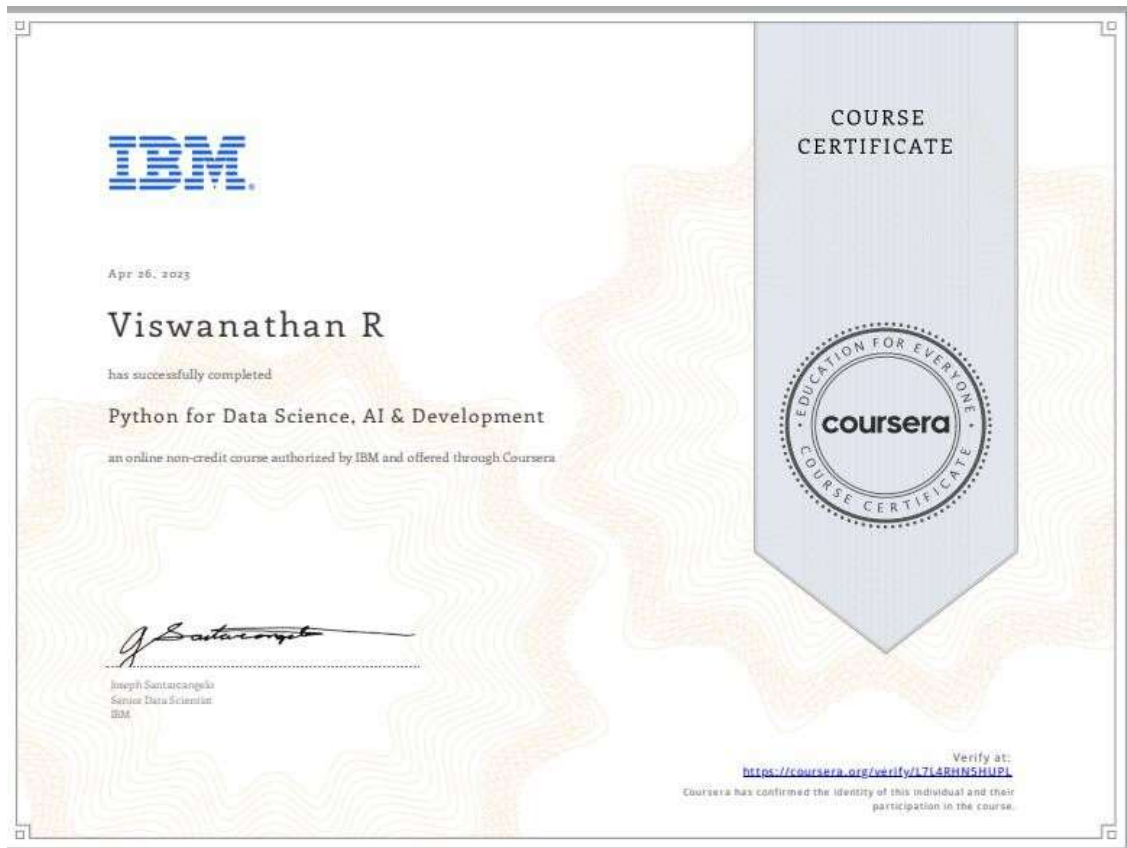 IBM
COURSE
CERTIFICATE
Apr 26, 2023
Viswanathan R
has successfully completed
Python for Data Science, AI & Development
an online non-credit course authorized by IBM and offered through Coursera
EDUCATION FOR EVERYONE
coursera
COURSE CERTIFICATE
J Santarcangelo
Joseph Santarcangelo
Senior Data Scientist
IBM
Verify at:
https://coursera.org/verify/L7L4RHN5HUPL
Coursera has confirmed the identity of this individual and their
participation in the course.